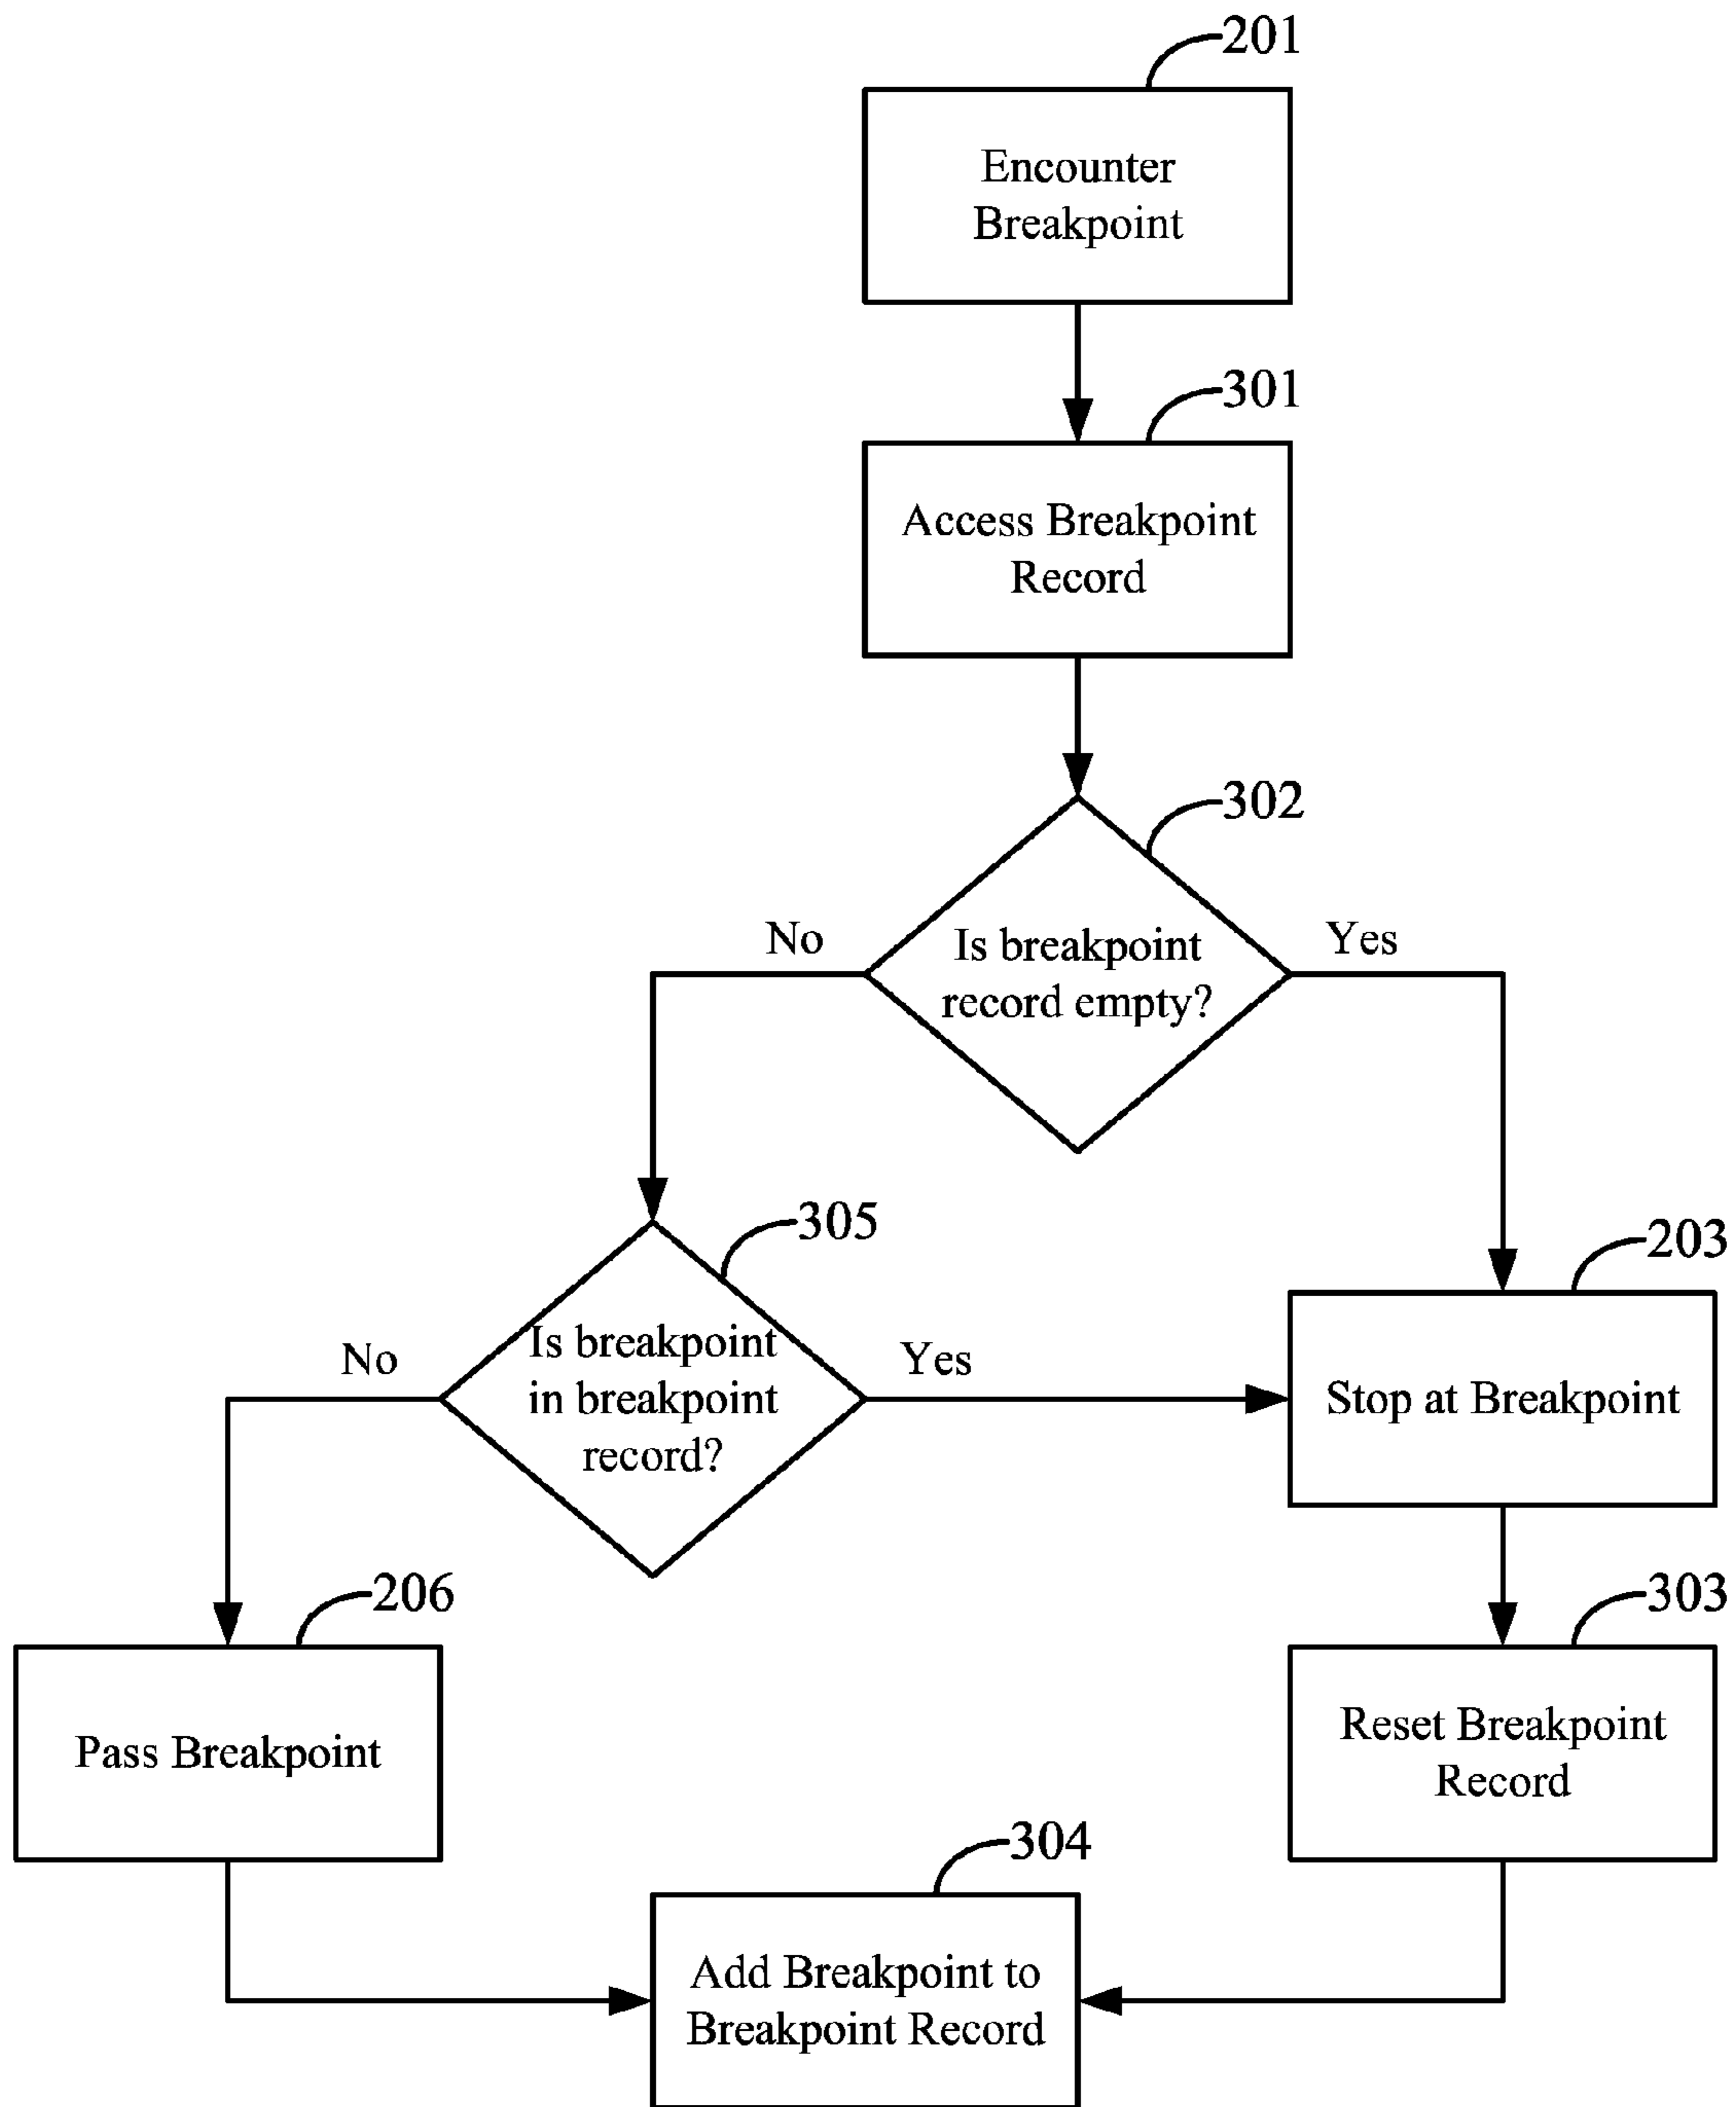 201
Encounter
Breakpoint
301
Access Breakpoint
Record
302
No
Is breakpoint
record empty?
Yes
305
203
No
Is breakpoint
in breakpoint
record?
Yes
Stop at Breakpoint
206
303
Pass Breakpoint
Reset Breakpoint
Record
304
Add Breakpoint to
Breakpoint Record